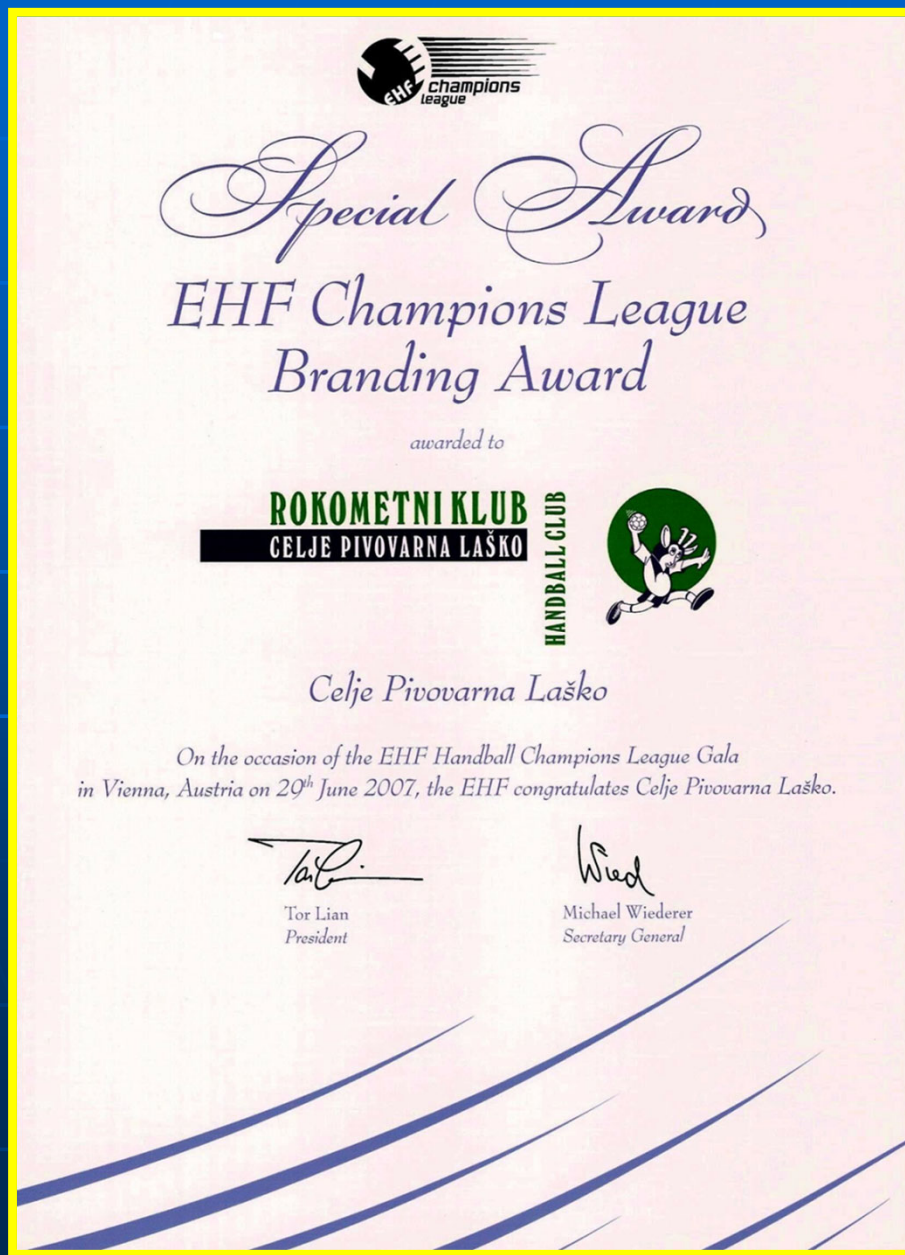 EHF champions
league
Special Award
EHF Champions League
Branding Award
awarded to
ROKOMETNI KLUB
CELJE PIVOVARNA LAŠKO
HANDBALL CLUB
Celje Pivovarna Laško
On the occasion of the EHF Handball Champions League Gala
in Vienna, Austria on 29th June 2007, the EHF congratulates Celje Pivovarna Laško.
Tor Lian
President
Michael Wiederer
Secretary General